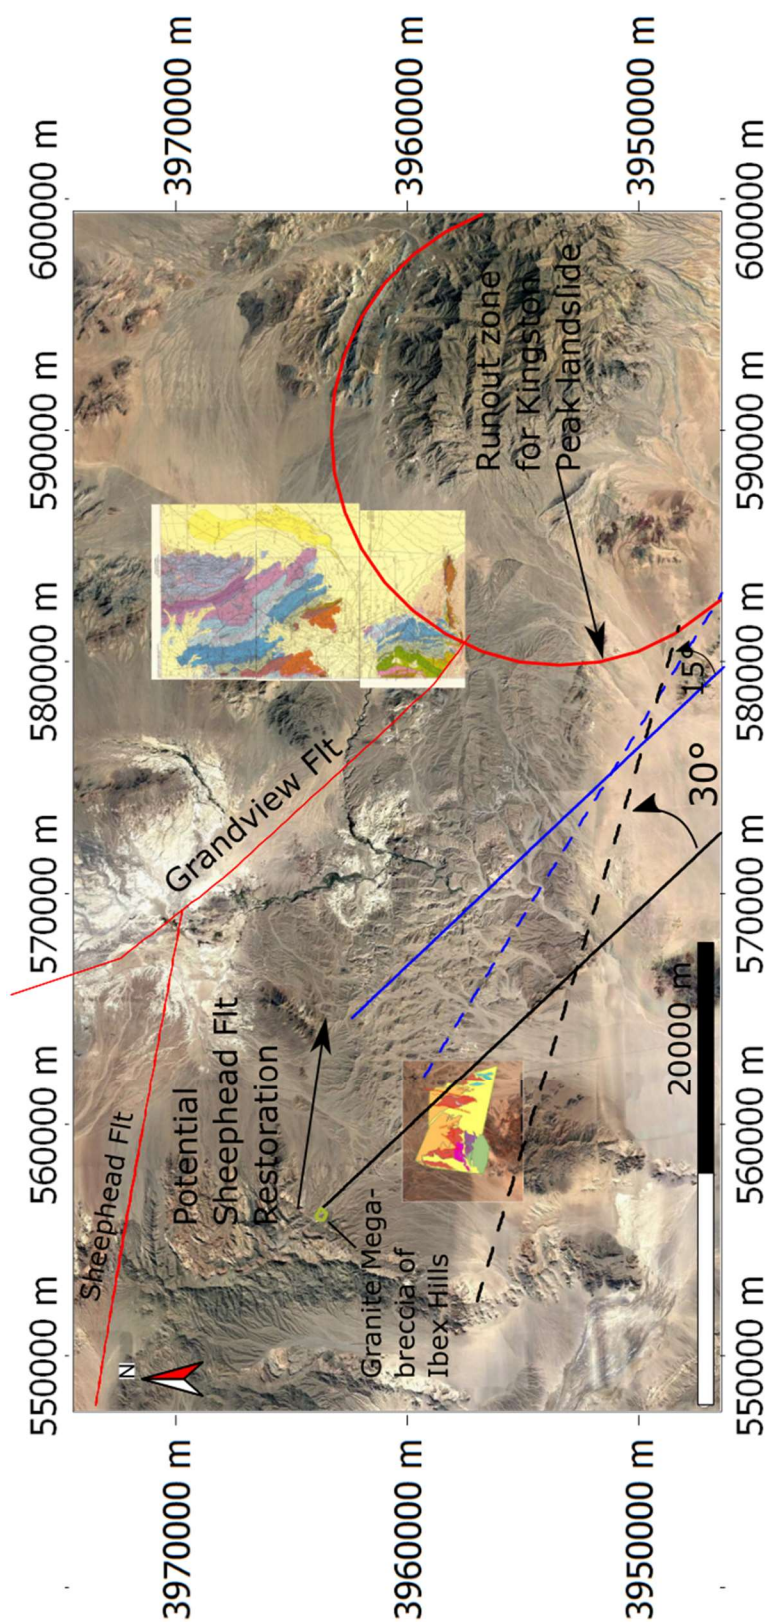 600000 m
590000 m
580000 m
570000 m
560000 m
550000 m
3970000 m
3960000 m
3950000 m
Runout zone
for Kingston
Peak landslide
Grandview Flt
Sheephead Flt
Potential
Sheephead Flt
Restoration
Granite Mega-
breccia of
Ibex Hills
15°
30°
20000 m
N
3970000 m
3960000 m
3950000 m
600000 m
590000 m
580000 m
570000 m
560000 m
550000 m